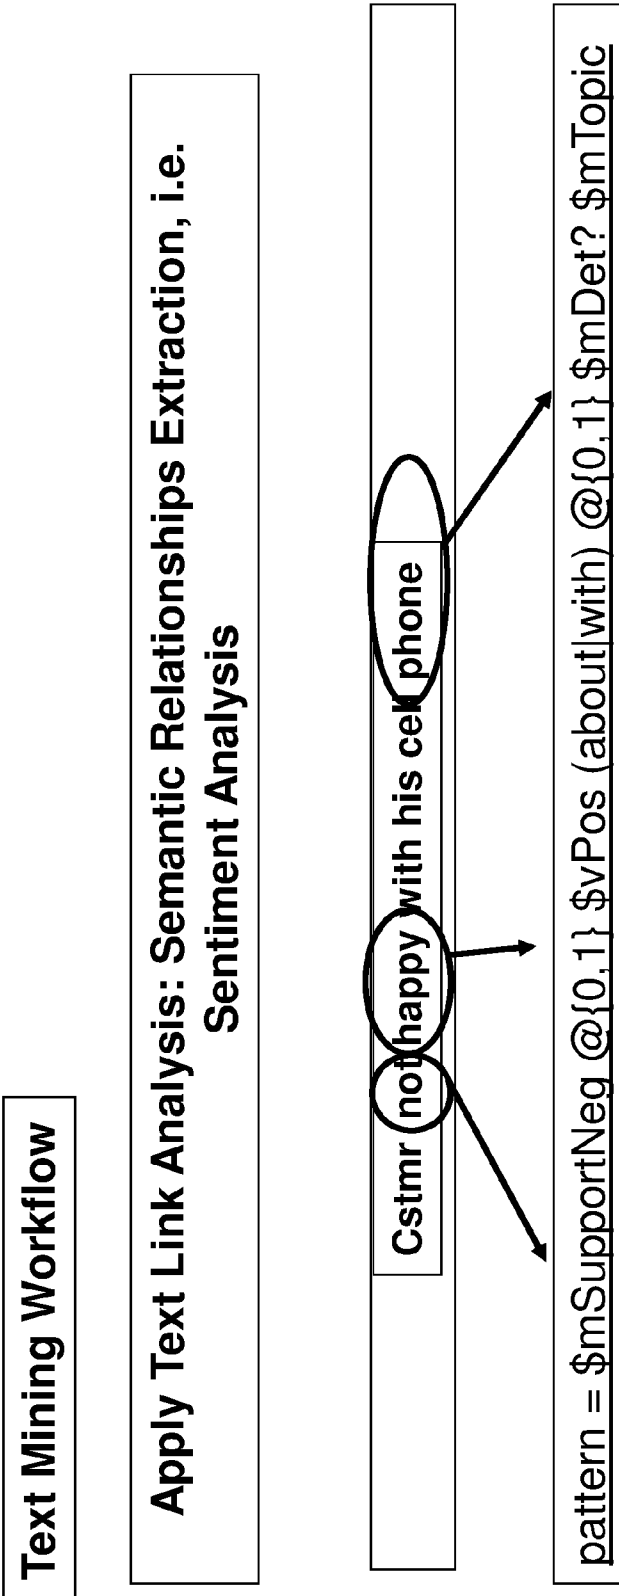 Text Mining Workflow
Apply Text Link Analysis: Semantic Relationships Extraction, i.e.
Sentiment Analysis
Cstmr not happy with his cell phone
pattern = $mSupportNeg @{0,1} $vPos (about|with) @{0,1} $mDet? $mTopic